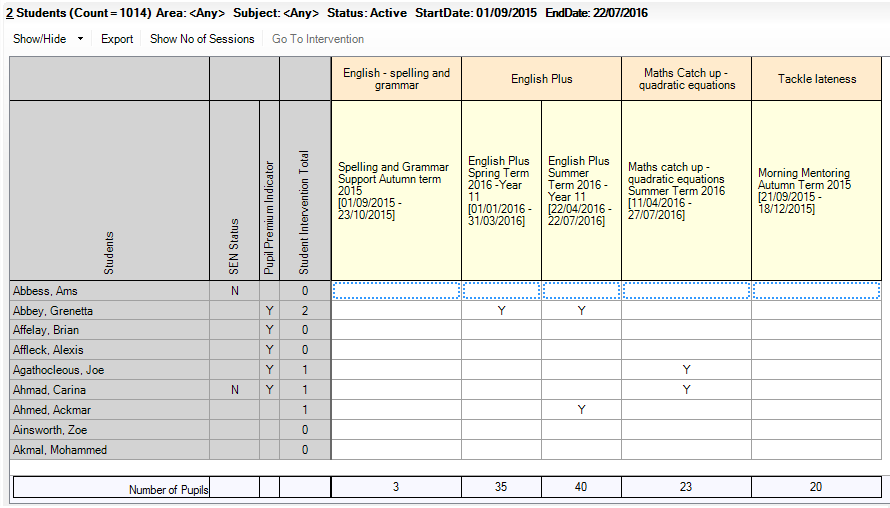 2 Students (Count = 1014) Area: <Any> Subject: <Any> Status: Active StartDate: 01/09/2015 EndDate: 22/07/2016
Show/Hide Export Show No of Sessions Go To Intervention
English - spelling and
grammar
English Plus
Maths Catch up -
quadratic equations
Tackle lateness
Students
SEN Status
Pupil Premium Indicator
Student Intervention Total
Spelling and Grammar
Support Autumn term
2015
[01/09/2015 -
23/10/2015]
English Plus
Spring Term
2016 -Year
11
[01/01/2016 -
31/03/2016]
English Plus
Summer
Term 2016 -
Year 11
[22/04/2016 -
22/07/2016]
Maths catch up -
quadratic equations
Summer Term 2016
[11/04/2016 -
27/07/2016]
Morning Mentoring
Autumn Term 2015
[21/09/2015 -
18/12/2015]
Abbess, Ams N 0
Abbey, Grenetta Y 2 Y Y
Affelay, Brian Y 0
Affleck, Alexis Y 0
Agathocleous, Joe Y 1 Y
Ahmad, Carina N Y 1 Y
Ahmed, Ackmar 1 Y
Ainsworth, Zoe 0
Akmal, Mohammed 0
Number of Pupils 3 35 40 23 20